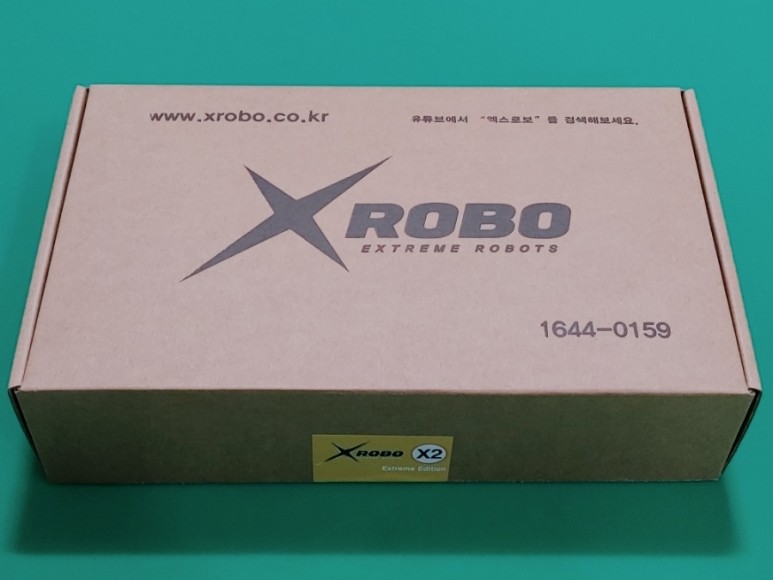 www.xrobo.co.kr
유튜브에서 "엑스로보" 를 검색해보세요.
XROBO
EXTREME ROBOTS
1644-0159
XROBO X2
Extreme Edition